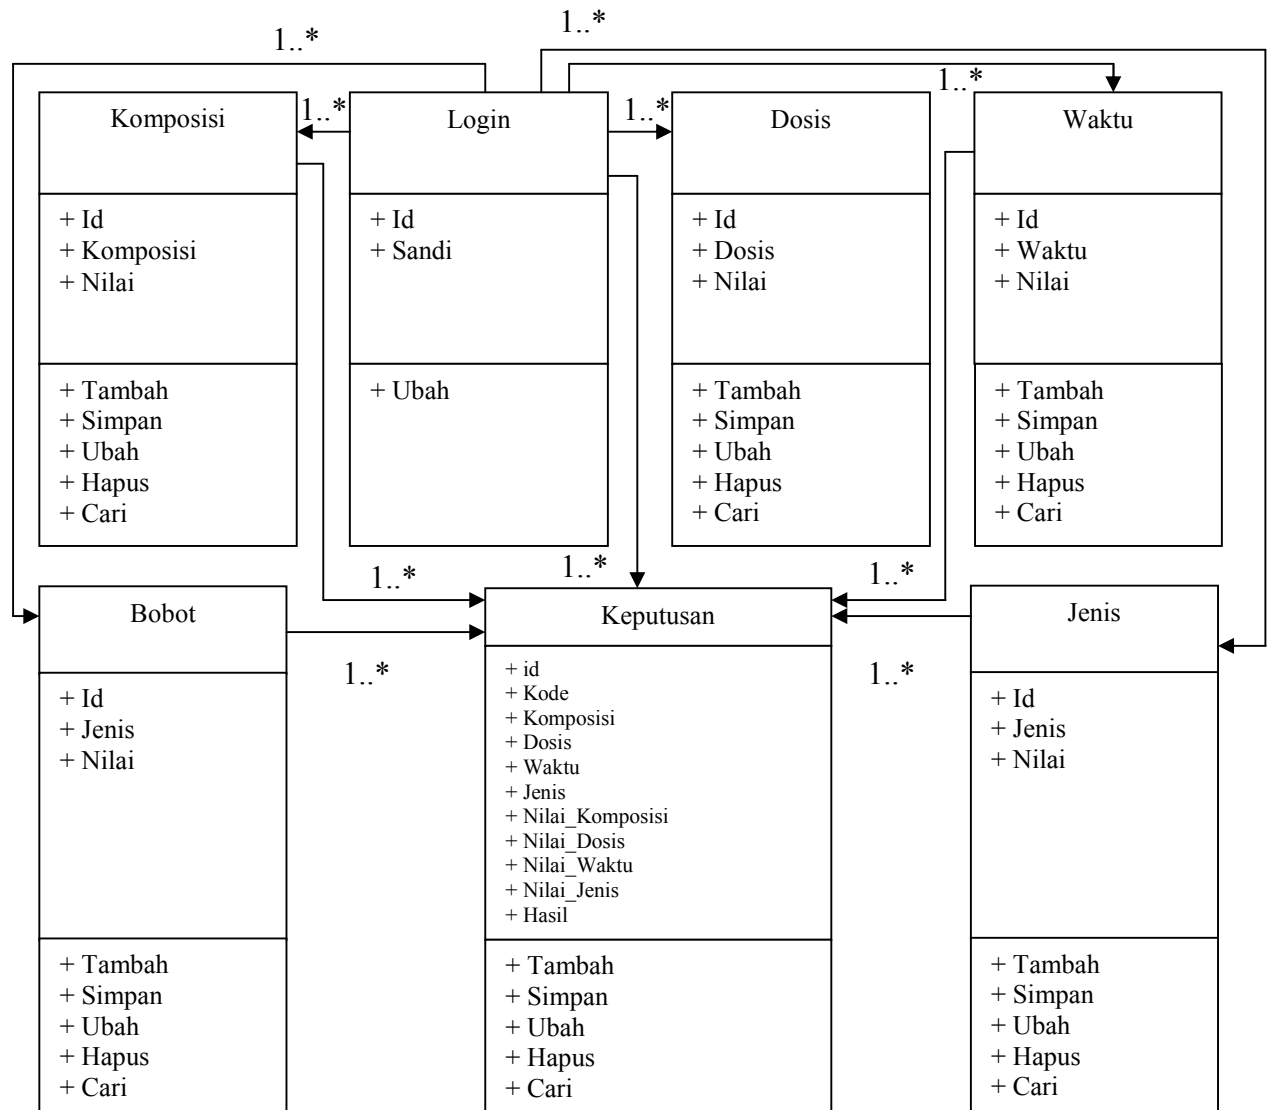 1..*
1..*
1..*
1..*
1..*
Komposisi
+ Id
+ Komposisi
+ Nilai
+ Tambah
+ Simpan
+ Ubah
+ Hapus
+ Cari
Login
+ Id
+ Sandi
+ Ubah
Dosis
+ Id
+ Dosis
+ Nilai
+ Tambah
+ Simpan
+ Ubah
+ Hapus
+ Cari
Waktu
+ Id
+ Waktu
+ Nilai
+ Tambah
+ Simpan
+ Ubah
+ Hapus
+ Cari
1..*
1..*
1..*
Bobot
+ Id
+ Jenis
+ Nilai
+ Tambah
+ Simpan
+ Ubah
+ Hapus
+ Cari
1..*
Keputusan
+ id
+ Kode
+ Komposisi
+ Dosis
+ Waktu
+ Jenis
+ Nilai_Komposisi
+ Nilai_Dosis
+ Nilai_Waktu
+ Nilai_Jenis
+ Hasil
+ Tambah
+ Simpan
+ Ubah
+ Hapus
+ Cari
1..*
Jenis
+ Id
+ Jenis
+ Nilai
+ Tambah
+ Simpan
+ Ubah
+ Hapus
+ Cari